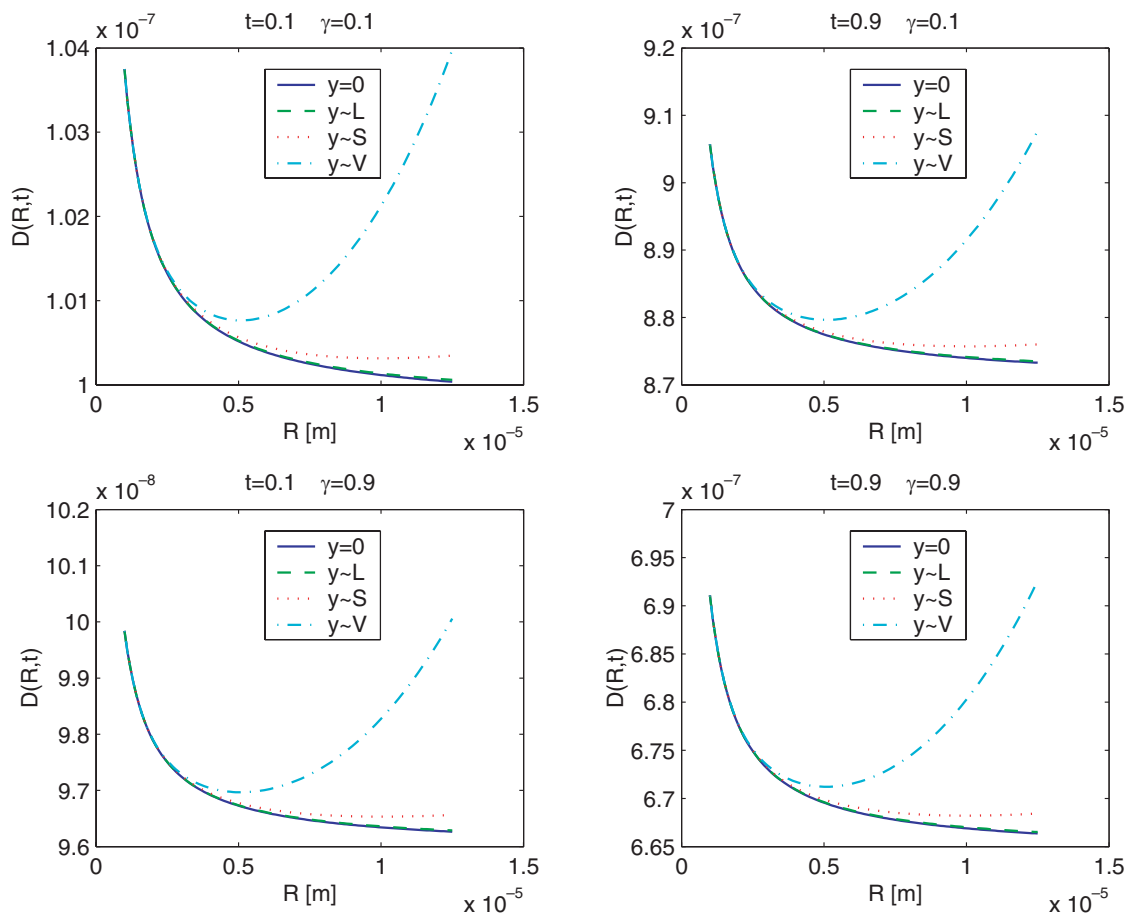 x 10⁻⁷
t=0.1 γ=0.1
1.04
1.03
1.02
1.01
1
D(R,t)
y=0
y~L
y~S
y~V
0
0.5
1
1.5
R [m]
x 10⁻⁵
x 10⁻⁷
t=0.9 γ=0.1
9.2
9.1
9
8.9
8.8
8.7
D(R,t)
y=0
y~L
y~S
y~V
0
0.5
1
1.5
R [m]
x 10⁻⁵
x 10⁻⁸
t=0.1 γ=0.9
10.2
10.1
10
9.9
9.8
9.7
9.6
D(R,t)
y=0
y~L
y~S
y~V
0
0.5
1
1.5
R [m]
x 10⁻⁵
x 10⁻⁷
t=0.9 γ=0.9
7
6.95
6.9
6.85
6.8
6.75
6.7
6.65
D(R,t)
y=0
y~L
y~S
y~V
0
0.5
1
1.5
R [m]
x 10⁻⁵